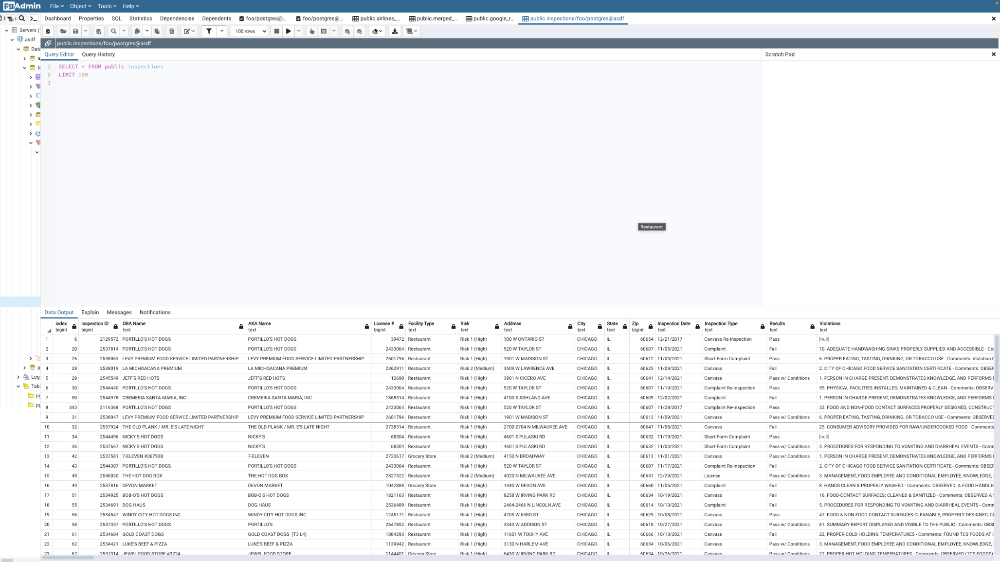 pgAdmin File Object Tools Help
Dashboard Properties SQL Statistics Dependencies Dependents foo/postgres@... foo/postgres@... public.airlines_... public.merged_... public.google_r... public.inspections/foo/postgres@asdf
Servers (
asdf
Data
a
fo
p
Logi
Tabl
pg
pg
100 rows
public.inspections/foo/postgres@asdf
Query Editor Query History
Scratch Pad
1 SELECT * FROM public.inspections
2 LIMIT 100
3
Restaurant
Data Output Explain Messages Notifications
index bigint Inspection ID bigint DBA Name text AKA Name text License # bigint Facility Type text Risk text Address text City text State text Zip bigint Inspection Date text Inspection Type text Results text Violations text
1 6 2129572 PORTILLO'S HOT DOGS PORTILLO'S HOT DOGS 39472 Restaurant Risk 1 (High) 100 W ONTARIO ST CHICAGO IL 60654 12/21/2017 Canvass Re-Inspection Pass [null]
2 20 2537814 PORTILLO'S HOT DOGS PORTILLO'S HOT DOGS 2433064 Restaurant Risk 1 (High) 520 W TAYLOR ST CHICAGO IL 60607 11/05/2021 Complaint Fail 10. ADEQUATE HANDWASHING SINKS PROPERLY SUPPLIED AND ACCESSIBLE - Co
3 26 2538063 LEVY PREMIUM FOOD SERVICE LIMITED PARTNERSHIP LEVY PREMIUM FOOD SERVICE LIMITED PARTNERSHIP 2601796 Restaurant Risk 1 (High) 1901 W MADISON ST CHICAGO IL 60612 11/09/2021 Short Form Complaint Pass 6. PROPER EATING, TASTING, DRINKING, OR TOBACCO USE - Comments: Violation
4 28 2538019 LA MICHOACANA PREMIUM LA MICHOACANA PREMIUM 2362911 Restaurant Risk 2 (Medium) 3509 W LAWRENCE AVE CHICAGO IL 60625 11/09/2021 Canvass Fail 2. CITY OF CHICAGO FOOD SERVICE SANITATION CERTIFICATE - Comments: OBSER
5 29 2545549 JEFF'S RED HOTS JEFF'S RED HOTS 12690 Restaurant Risk 1 (High) 3901 N CICERO AVE CHICAGO IL 60641 12/14/2021 Canvass Pass w/ Conditions 1. PERSON IN CHARGE PRESENT, DEMONSTRATES KNOWLEDGE, AND PERFORMS
6 30 2544440 PORTILLO'S HOT DOGS PORTILLO'S HOT DOGS 2433064 Restaurant Risk 1 (High) 520 W TAYLOR ST CHICAGO IL 60607 11/19/2021 Complaint Re-Inspection Pass 55. PHYSICAL FACILITIES INSTALLED, MAINTAINED & CLEAN - Comments: OBSERV
7 50 2544978 CREMERIA SANTA MARIA, INC CREMERIA SANTA MARIA, INC 1868314 Restaurant Risk 1 (High) 4100 S ASHLAND AVE CHICAGO IL 60609 12/02/2021 Complaint Fail 1. PERSON IN CHARGE PRESENT, DEMONSTRATES KNOWLEDGE, AND PERFORMS
8 343 2116368 PORTILLO'S HOT DOGS PORTILLO'S HOT DOGS 2433064 Restaurant Risk 1 (High) 520 W TAYLOR ST CHICAGO IL 60607 11/28/2017 Complaint Re-Inspection Pass 32. FOOD AND NON-FOOD CONTACT SURFACES PROPERLY DESIGNED, CONSTRUCT
9 31 2538047 LEVY PREMIUM FOOD SERVICE LIMITED PARTNERSHIP LEVY PREMIUM FOOD SERVICE LIMITED PARTNERSHIP 2601796 Restaurant Risk 1 (High) 1901 W MADISON ST CHICAGO IL 60612 11/09/2021 Canvass Pass w/ Conditions 6. PROPER EATING, TASTING, DRINKING, OR TOBACCO USE - Comments: OBSERVED
10 32 2537924 THE OLD PLANK / MR. E'S LATE NIGHT THE OLD PLANK / MR. E'S LATE NIGHT 2738314 Restaurant Risk 1 (High) 2700-2704 N MILWAUKEE AVE CHICAGO IL 60647 11/08/2021 Canvass Fail 25. CONSUMER ADVISORY PROVIDED FOR RAW/UNDERCOOKED FOOD - Comments
11 34 2544496 NICKY'S HOT DOGS NICKY'S 68304 Restaurant Risk 1 (High) 4601 S PULASKI RD CHICAGO IL 60632 11/19/2021 Short Form Complaint Pass [null]
12 36 2537667 NICKY'S HOT DOGS NICKY'S 68304 Restaurant Risk 1 (High) 4601 S PULASKI RD CHICAGO IL 60632 11/03/2021 Short Form Complaint Pass w/ Conditions 5. PROCEDURES FOR RESPONDING TO VOMITING AND DIARRHEAL EVENTS - Comm
13 42 2537581 7-ELEVEN #36793B 7-ELEVEN 2723617 Grocery Store Risk 2 (Medium) 4150 N BROADWAY CHICAGO IL 60613 11/01/2021 Canvass Pass w/ Conditions 1. PERSON IN CHARGE PRESENT, DEMONSTRATES KNOWLEDGE, AND PERFORMS
14 43 2544307 PORTILLO'S HOT DOGS PORTILLO'S HOT DOGS 2433064 Restaurant Risk 1 (High) 520 W TAYLOR ST CHICAGO IL 60607 11/17/2021 Complaint Re-Inspection Fail 2. CITY OF CHICAGO FOOD SERVICE SANITATION CERTIFICATE - Comments: OBSER
15 48 2546030 THE HOT DOG BOX THE HOT DOG BOX 2827322 Restaurant Risk 2 (Medium) 4020 N MILWAUKEE AVE CHICAGO IL 60641 12/29/2021 License Pass w/ Conditions 3. MANAGEMENT, FOOD EMPLOYEE AND CONDITIONAL EMPLOYEE; KNOWLEDGE,
16 49 2537816 DEVON MARKET DEVON MARKET 1042888 Grocery Store Risk 1 (High) 1440 W DEVON AVE CHICAGO IL 60660 11/05/2021 Complaint Fail 8. HANDS CLEAN & PROPERLY WASHED - Comments: OBSERVED A FOOD HANDLE
17 51 2534925 BOB-O'S HOT DOGS BOB-O'S HOT DOGS 1821163 Restaurant Risk 1 (High) 8258 W IRVING PARK RD CHICAGO IL 60634 10/19/2021 Canvass Fail 16. FOOD-CONTACT SURFACES: CLEANED & SANITIZED - Comments: OBSERVED A
18 55 2534691 DOG HAUS DOG HAUS 2536489 Restaurant Risk 1 (High) 2464-2466 N LINCOLN AVE CHICAGO IL 60614 10/13/2021 Complaint Fail 5. PROCEDURES FOR RESPONDING TO VOMITING AND DIARRHEAL EVENTS - Comm
19 56 2534547 WINDY CITY HOT DOGS INC WINDY CITY HOT DOGS INC 1245171 Restaurant Risk 1 (High) 4205 W 63RD ST CHICAGO IL 60629 10/08/2021 Canvass Pass 47. FOOD & NON-FOOD CONTACT SURFACES CLEANABLE, PROPERLY DESIGNED, CO
20 58 2537357 PORTILLO'S HOT DOGS PORTILLO'S 2647852 Restaurant Risk 1 (High) 3343 W ADDISON ST CHICAGO IL 60618 10/27/2021 Canvass Pass w/ Conditions 61. SUMMARY REPORT DISPLAYED AND VISIBLE TO THE PUBLIC - Comments: OBSE
21 61 2534684 GOLD COAST DOGS GOLD COAST DOGS (T3 L4) 1884293 Restaurant Risk 1 (High) 11601 W TOUHY AVE CHICAGO IL 60666 10/13/2021 Canvass Fail 22. PROPER COLD HOLDING TEMPERATURES - Comments: FOUND TCS FOODS AT
22 62 2534421 LUKE'S BEEF & PIZZA LUKE'S BEEF & PIZZA 1139942 Restaurant Risk 1 (High) 3130 N HARLEM AVE CHICAGO IL 60634 10/06/2021 Canvass Pass w/ Conditions 3. MANAGEMENT, FOOD EMPLOYEE AND CONDITIONAL EMPLOYEE; KNOWLEDGE,
23 67 2537314 JEWEL FOOD STORE #3224 JEWEL FOOD STORE 1144401 Grocery Store Risk 1 (High) 6430 W IRVING PARK RD CHICAGO IL 60634 10/26/2021 Canvass Pass w/ Conditions 21. PROPER HOT HOLDING TEMPERATURES - Comments: OBSERVED (TCS FOODS)